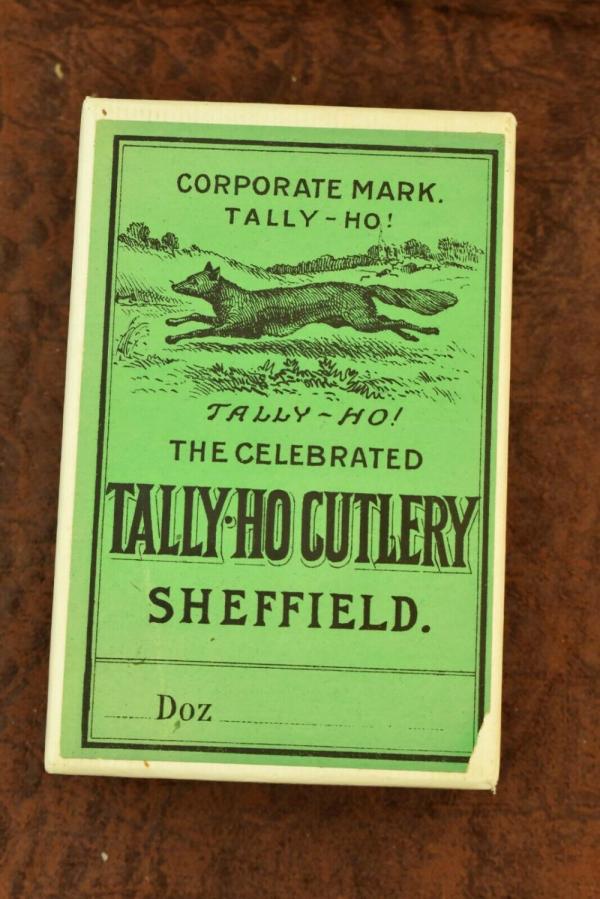 CORPORATE MARK.
TALLY-HO!
TALLY-HO!
THE CELEBRATED
TALLY·HO CUTLERY
SHEFFIELD.
Doz